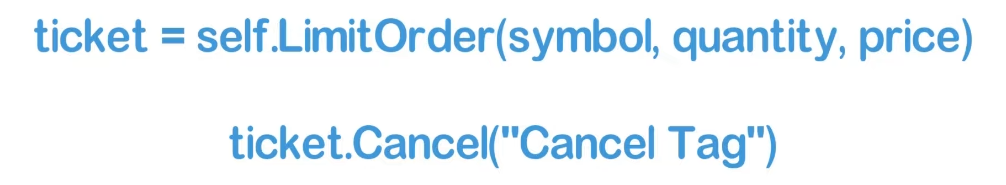 ticket = self.LimitOrder(symbol, quantity, price)
ticket.Cancel("Cancel Tag")